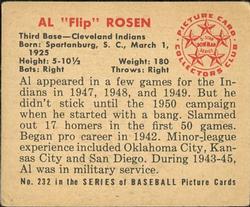 AL "Flip" ROSEN
Third Base—Cleveland Indians
Born: Spartanburg, S. C., March 1,
1925
Height: 5-10½ Weight: 180
Bats: Right Throws: Right
PICTURE CARD
BOWMAN
COLLECTORS CLUB
Al appeared in a few games for the In-
dians in 1947, 1948, and 1949. But he
didn't stick until the 1950 campaign
when he started with a bang. Slammed
out 17 homers in the first 50 games.
Began pro career in 1942. Minor-league
experience included Oklahoma City, Kan-
sas City and San Diego. During 1943-45,
Al was in military service.
No. 232 in the SERIES of BASEBALL Picture Cards